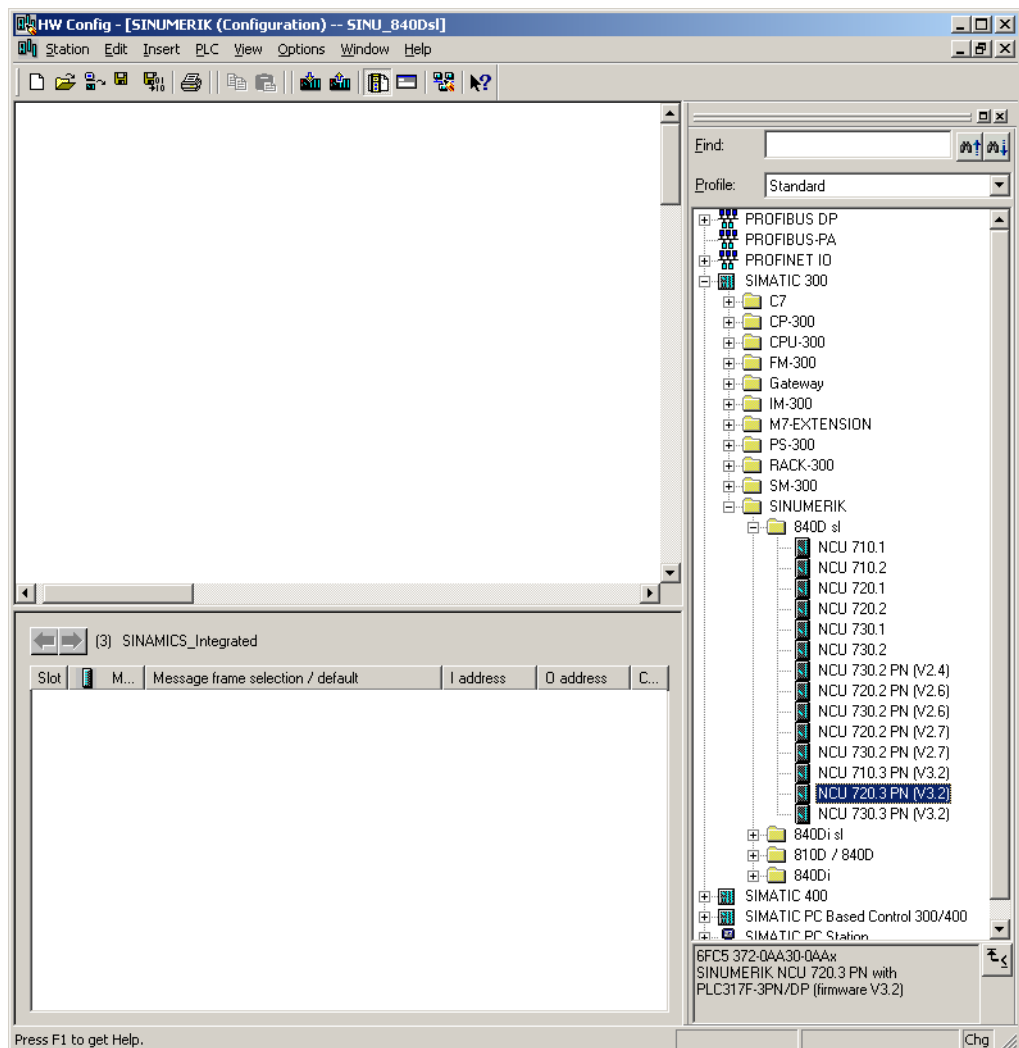 HW Config - [SINUMERIK (Configuration) -- SINU_840Dsl]
Station Edit Insert PLC View Options Window Help
Find:
Profile: Standard
PROFIBUS DP
PROFIBUS-PA
PROFINET IO
SIMATIC 300
C7
CP-300
CPU-300
FM-300
Gateway
IM-300
M7-EXTENSION
PS-300
RACK-300
SM-300
SINUMERIK
840D sl
NCU 710.1
NCU 710.2
NCU 720.1
NCU 720.2
NCU 730.1
NCU 730.2
NCU 730.2 PN (V2.4)
NCU 720.2 PN (V2.6)
NCU 730.2 PN (V2.6)
NCU 720.2 PN (V2.7)
NCU 730.2 PN (V2.7)
NCU 710.3 PN (V3.2)
NCU 720.3 PN (V3.2)
NCU 730.3 PN (V3.2)
840Di sl
810D / 840D
840Di
SIMATIC 400
SIMATIC PC Based Control 300/400
SIMATIC PC Station
6FC5 372-0AA30-0AAx
SINUMERIK NCU 720.3 PN with
PLC317F-3PN/DP (firmware V3.2)
(3) SINAMICS_Integrated
Slot M... Message frame selection / default I address O address C...
Press F1 to get Help.
Chg